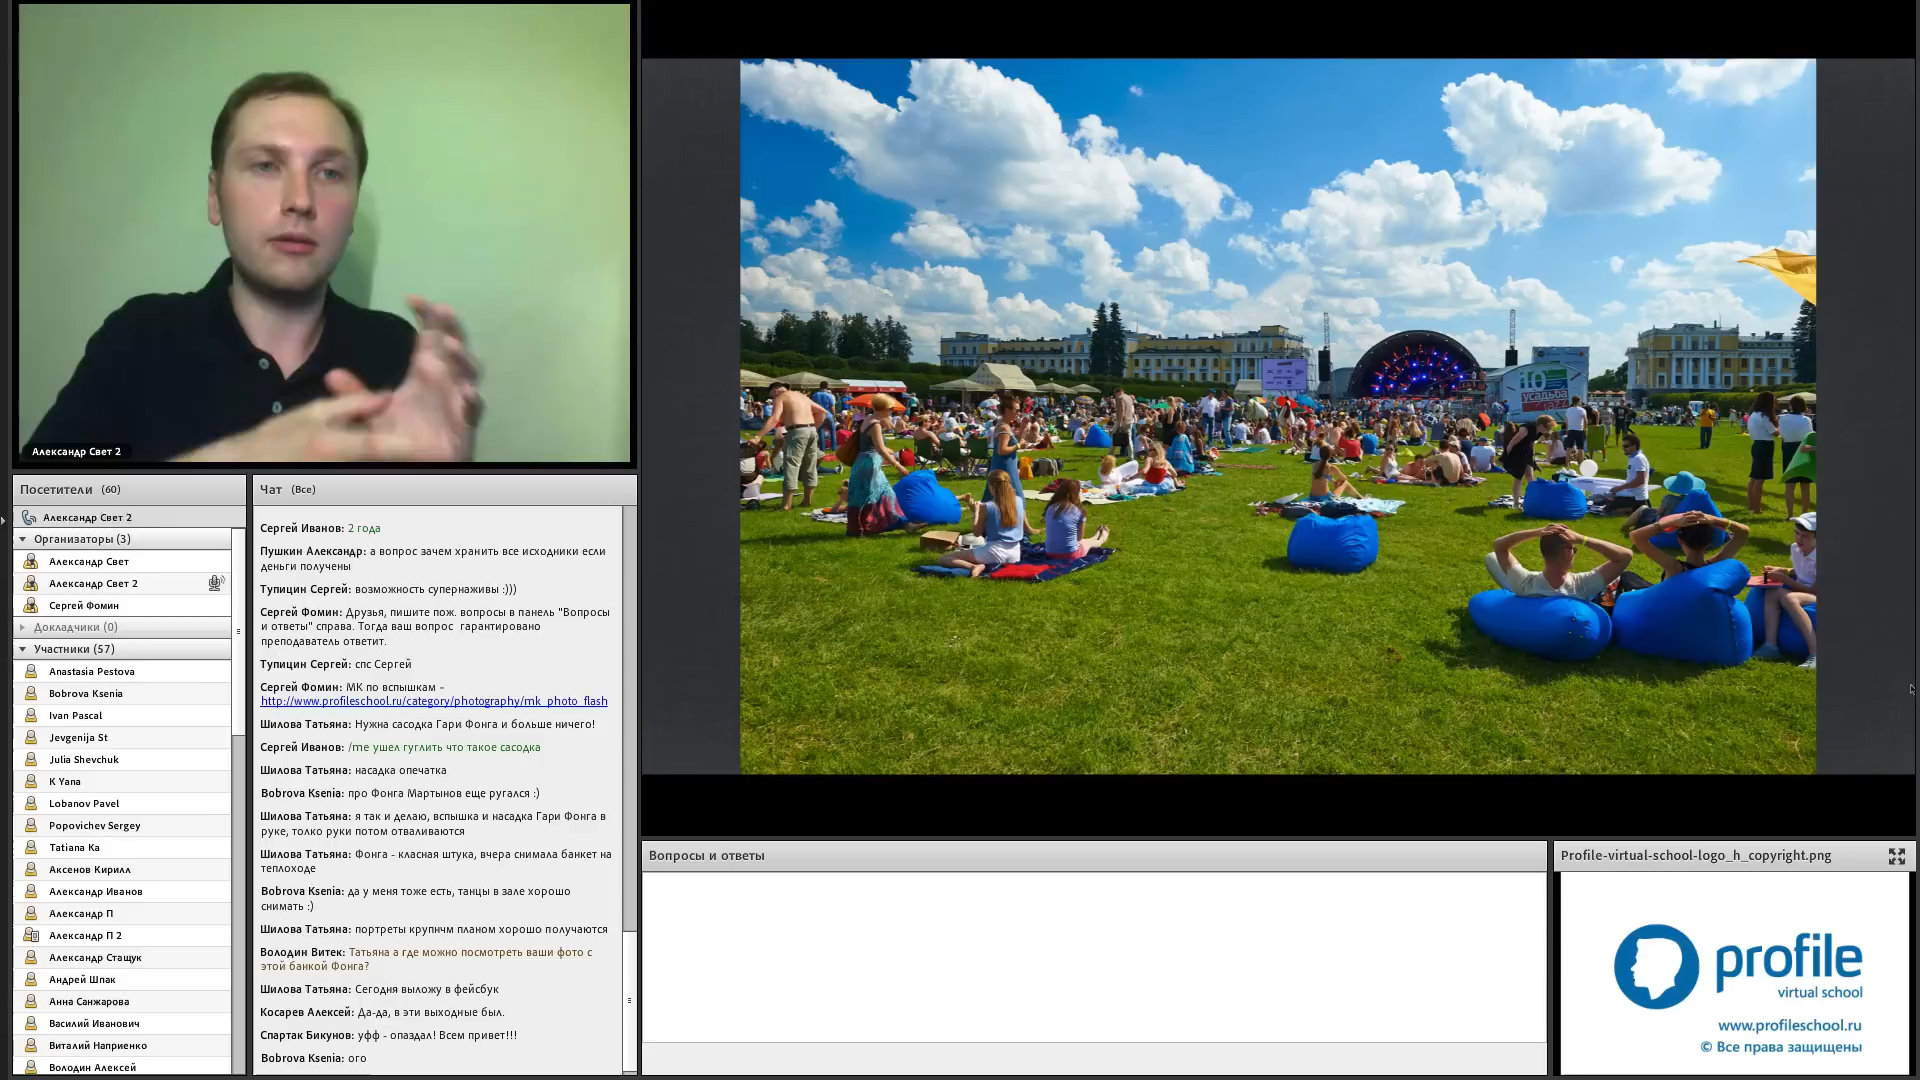 Александр Свет 2
Посетители (60)
Александр Свет 2
Организаторы (3)
Александр Свет
Александр Свет 2
Сергей Фомин
Докладчики (0)
Участники (57)
Anastasia Pestova
Bobrova Ksenia
Ivan Pascal
Jevgenija St
Julia Shevchuk
K Yana
Lobanov Pavel
Popovichev Sergey
Tatiana Ka
Аксенов Кирилл
Александр Иванов
Александр П
Александр П 2
Александр Стащук
Андрей Шпак
Анна Санжарова
Василий Иванович
Виталий Наприенко
Володин Алексей
Чат (Все)
Сергей Иванов: 2 года
Пушкин Александр: а вопрос зачем хранить все исходники если
деньги получены
Тупицин Сергей: возможность супернаживы :)))
Сергей Фомин: Друзья, пишите пож. вопросы в панель "Вопросы
и ответы" справа. Тогда ваш вопрос гарантировано
преподаватель ответит.
Тупицин Сергей: спс Сергей
Сергей Фомин: МК по вспышкам -
http://www.profileschool.ru/category/photography/mk_photo_flash
Шилова Татьяна: Нужна сасодка Гари Фонга и больше ничего!
Сергей Иванов: /me ушел гуглить что такое сасодка
Шилова Татьяна: насадка опечатка
Bobrova Ksenia: про Фонга Мартынов еще ругался :)
Шилова Татьяна: я так и делаю, вспышка и насадка Гари Фонга в
руке, толко руки потом отваливаются
Шилова Татьяна: Фонга - класная штука, вчера снимала банкет на
теплоходе
Bobrova Ksenia: да у меня тоже есть, танцы в зале хорошо
снимать :)
Шилова Татьяна: портреты крупнчм планом хорошо получаются
Володин Витек: Татьяна а где можно посмотреть ваши фото с
этой банкой Фонга?
Шилова Татьяна: Сегодня выложу в фейсбук
Косарев Алексей: Да-да, в эти выходные был.
Спартак Бикунов: уфф - опаздал! Всем привет!!!
Bobrova Ksenia: ого
10
усадьба
jazz
Вопросы и ответы
Profile-virtual-school-logo_h_copyright.png
profile
virtual school
www.profileschool.ru
© Все права защищены